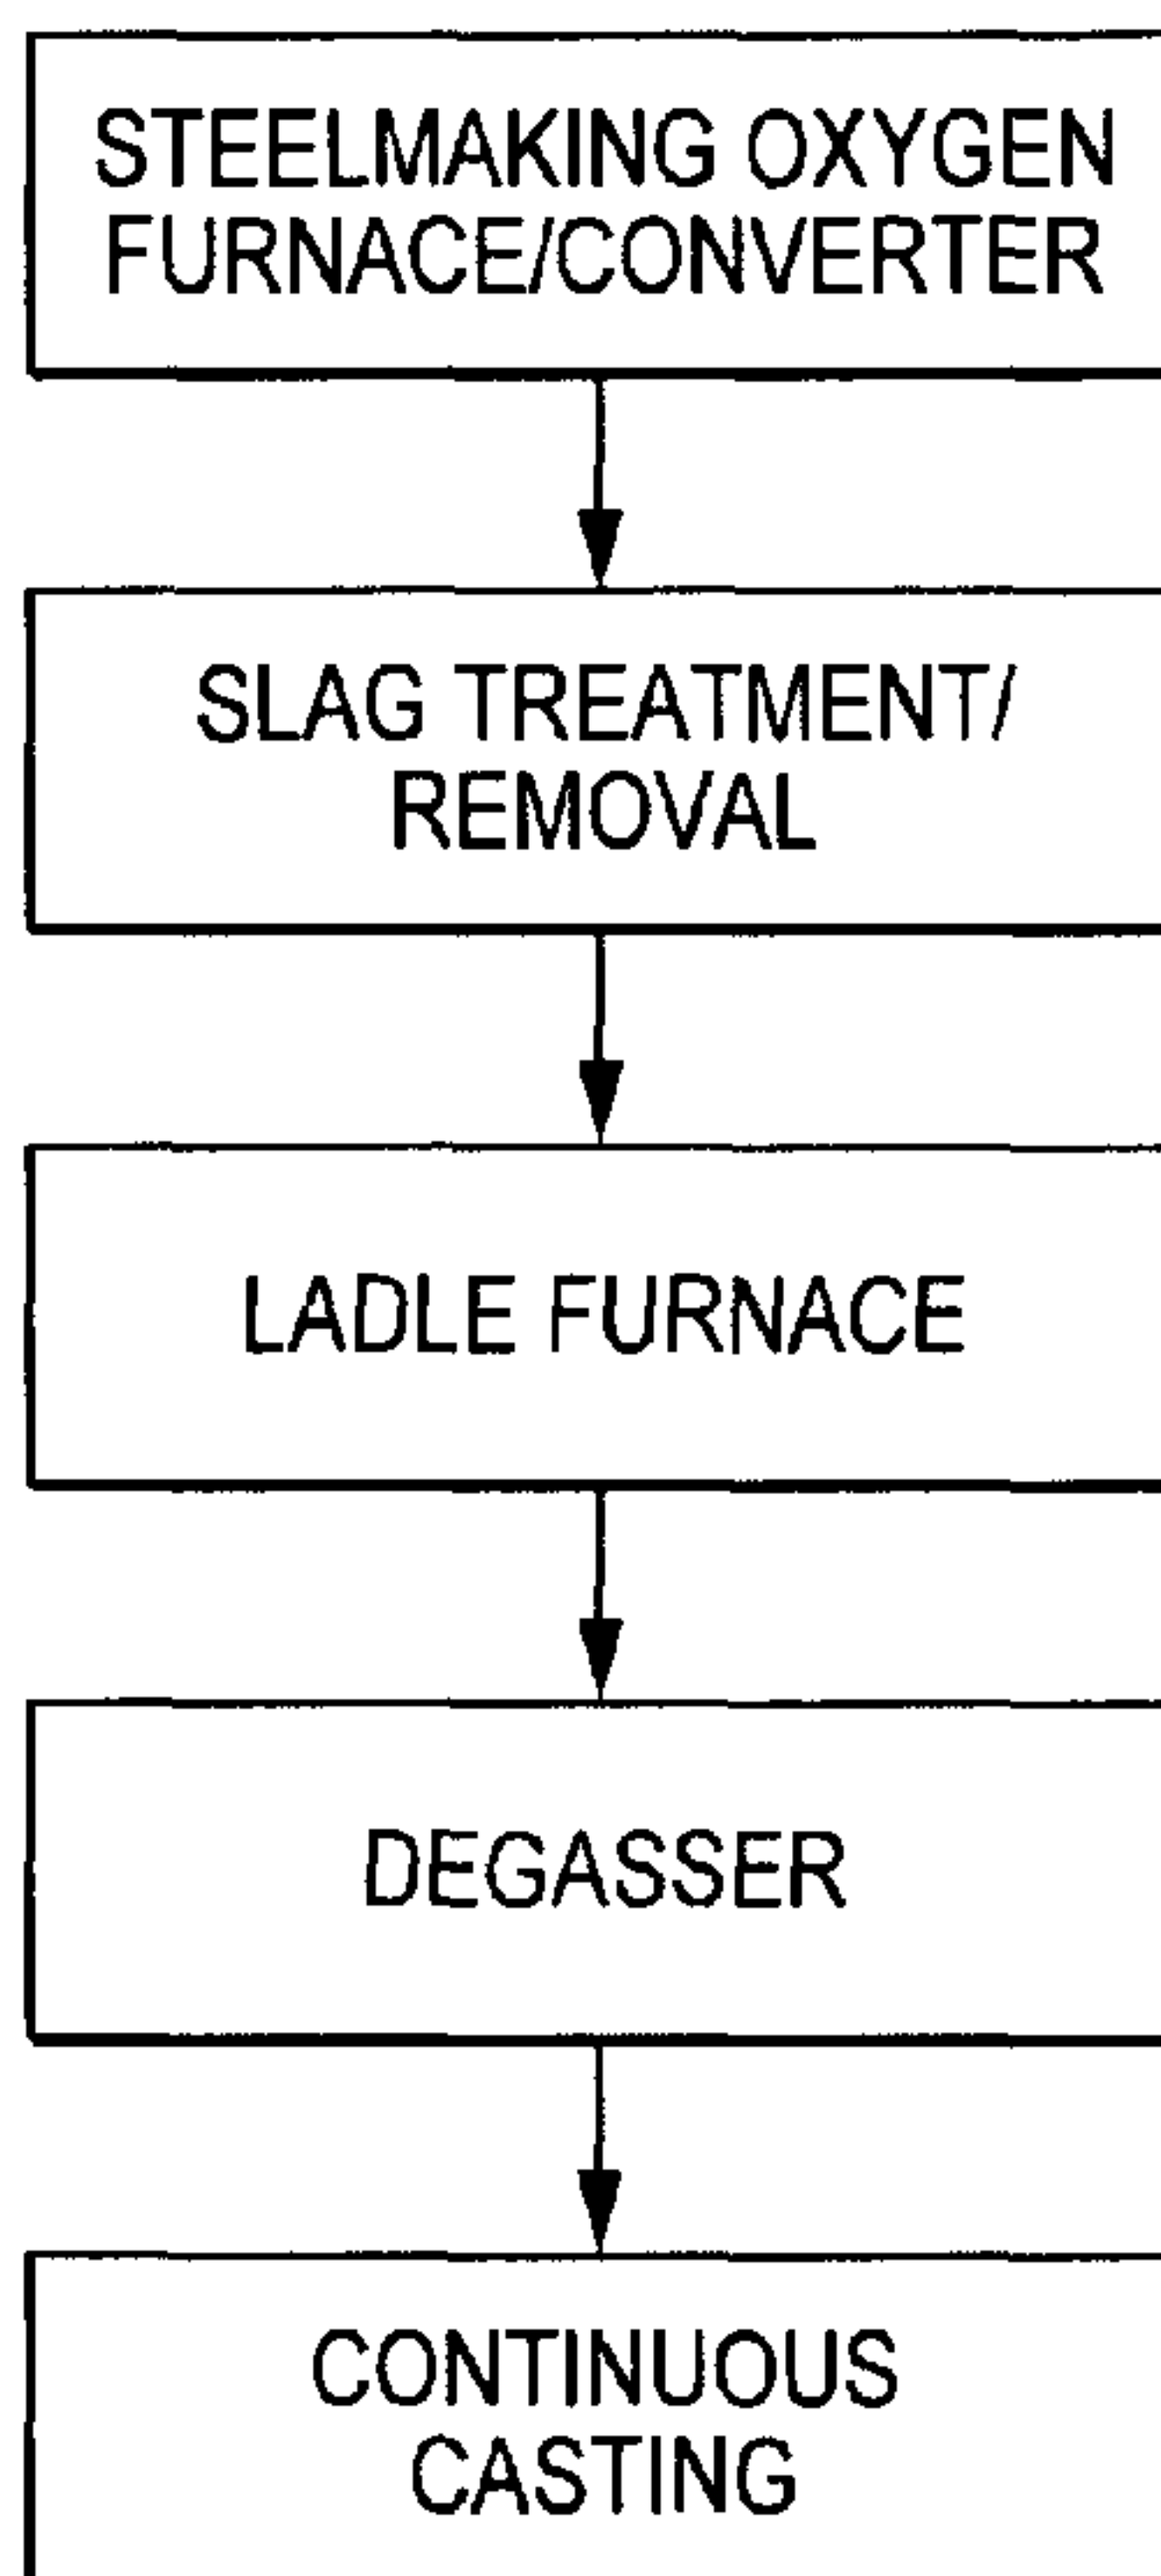 STEELMAKING OXYGEN
FURNACE/CONVERTER
SLAG TREATMENT/
REMOVAL
LADLE FURNACE
DEGASSER
CONTINUOUS
CASTING